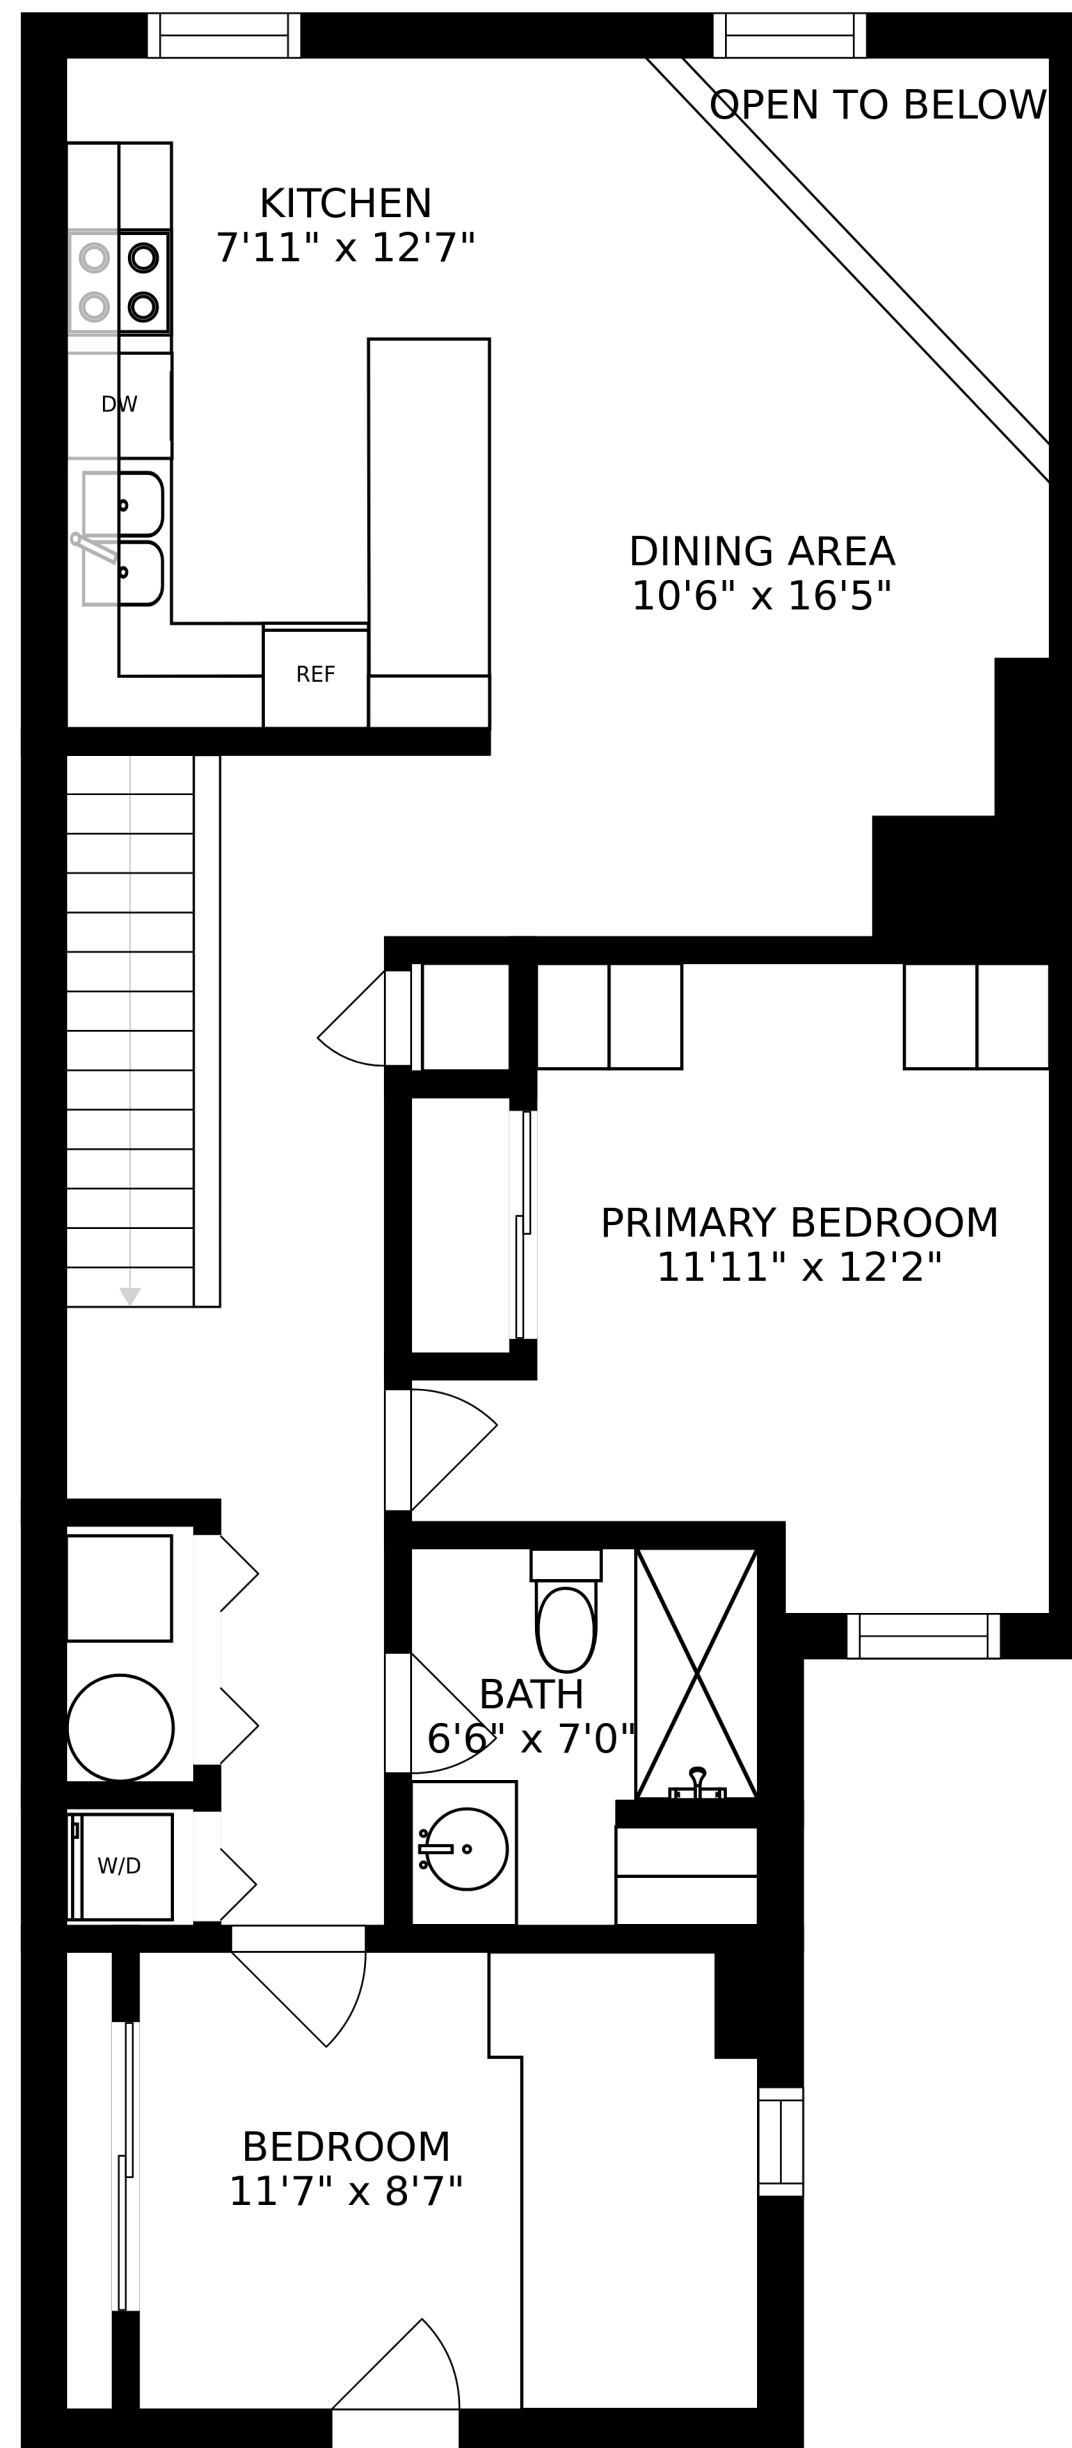 OPEN TO BELOW
KITCHEN
7'11" x 12'7"
DW
DINING AREA
10'6" x 16'5"
REF
PRIMARY BEDROOM
11'11" x 12'2"
BATH
6'6" x 7'0"
W/D
BEDROOM
11'7" x 8'7"